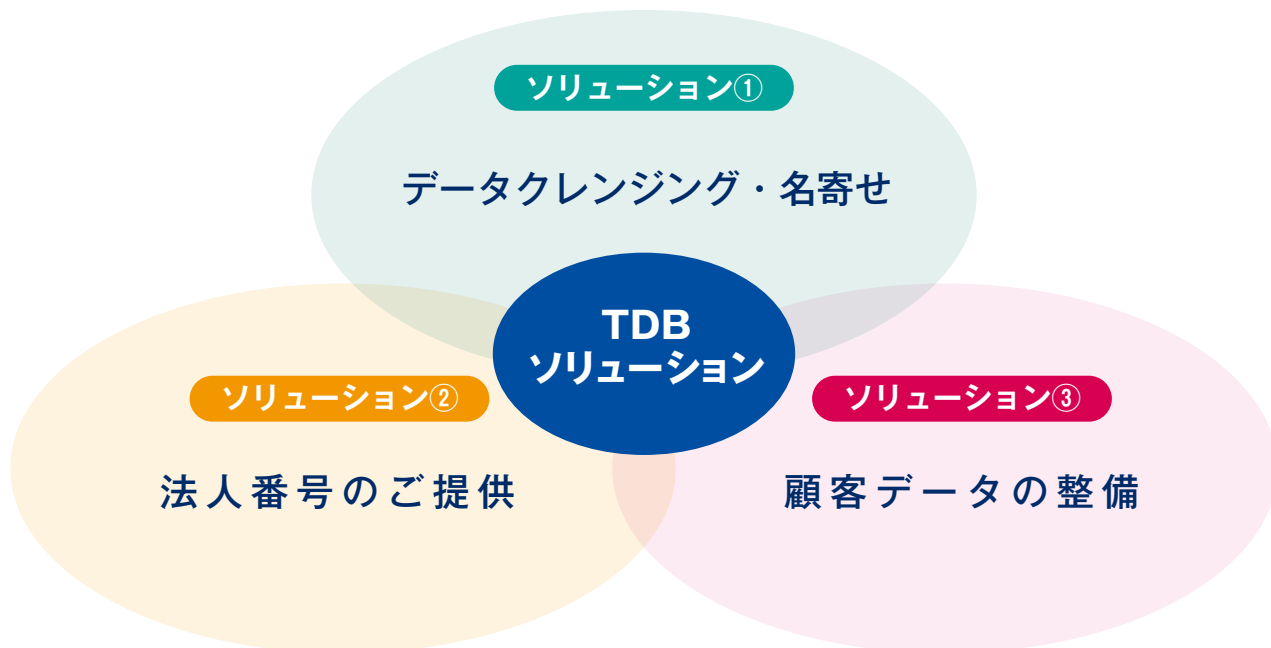 ソリューション①
データクレンジング・名寄せ
TDB
ソリューション
ソリューション②
法人番号のご提供
ソリューション③
顧客データの整備